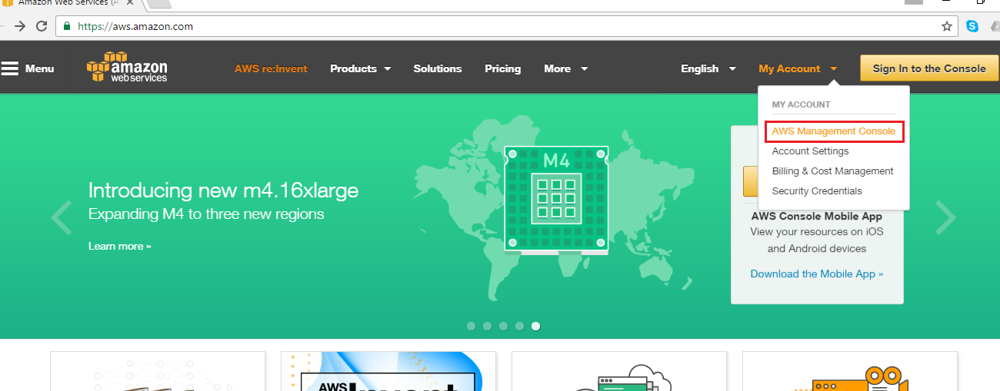 Amazon Web Services (A
https://aws.amazon.com
Menu
amazon
web services
AWS re:Invent
Products
Solutions
Pricing
More
English
My Account
Sign In to the Console
MY ACCOUNT
AWS Management Console
Account Settings
Billing & Cost Management
Security Credentials
Introducing new m4.16xlarge
Expanding M4 to three new regions
Learn more »
M4
AWS Console Mobile App
View your resources on iOS
and Android devices
Download the Mobile App »
AWS